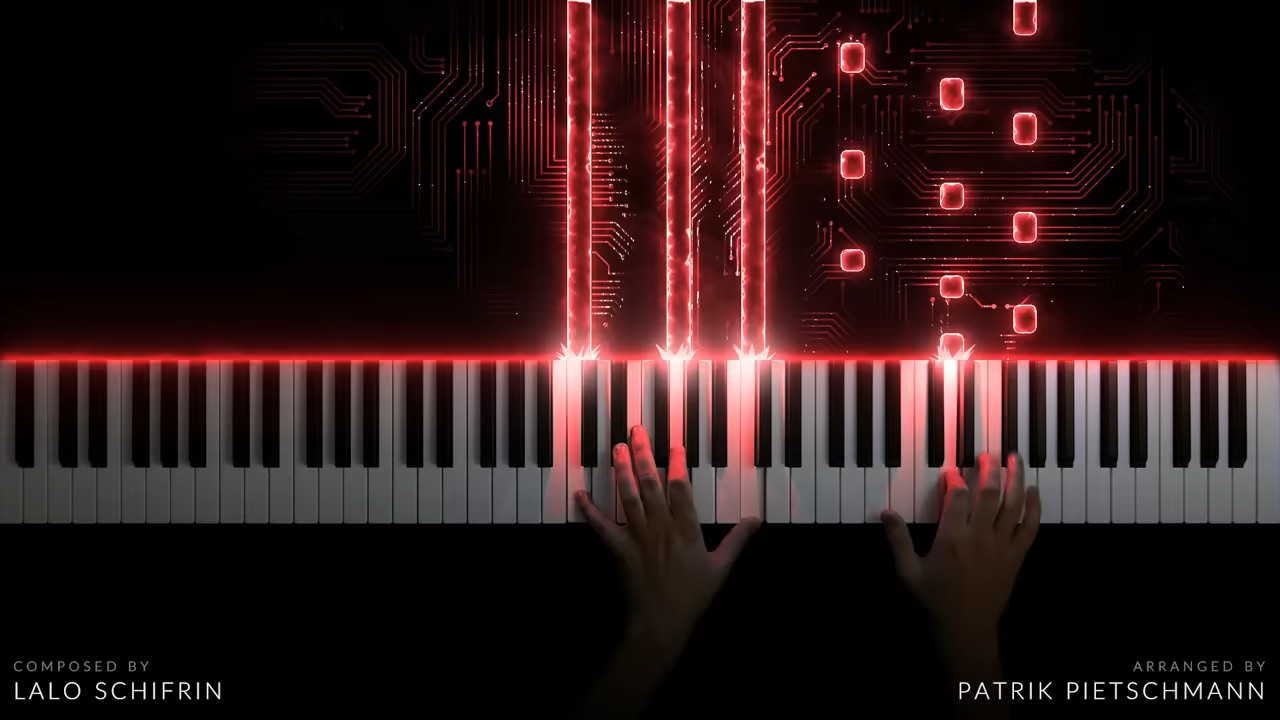 COMPOSED BY
LALO SCHIFRIN
ARRANGED BY
PATRIK PIETSCHMANN